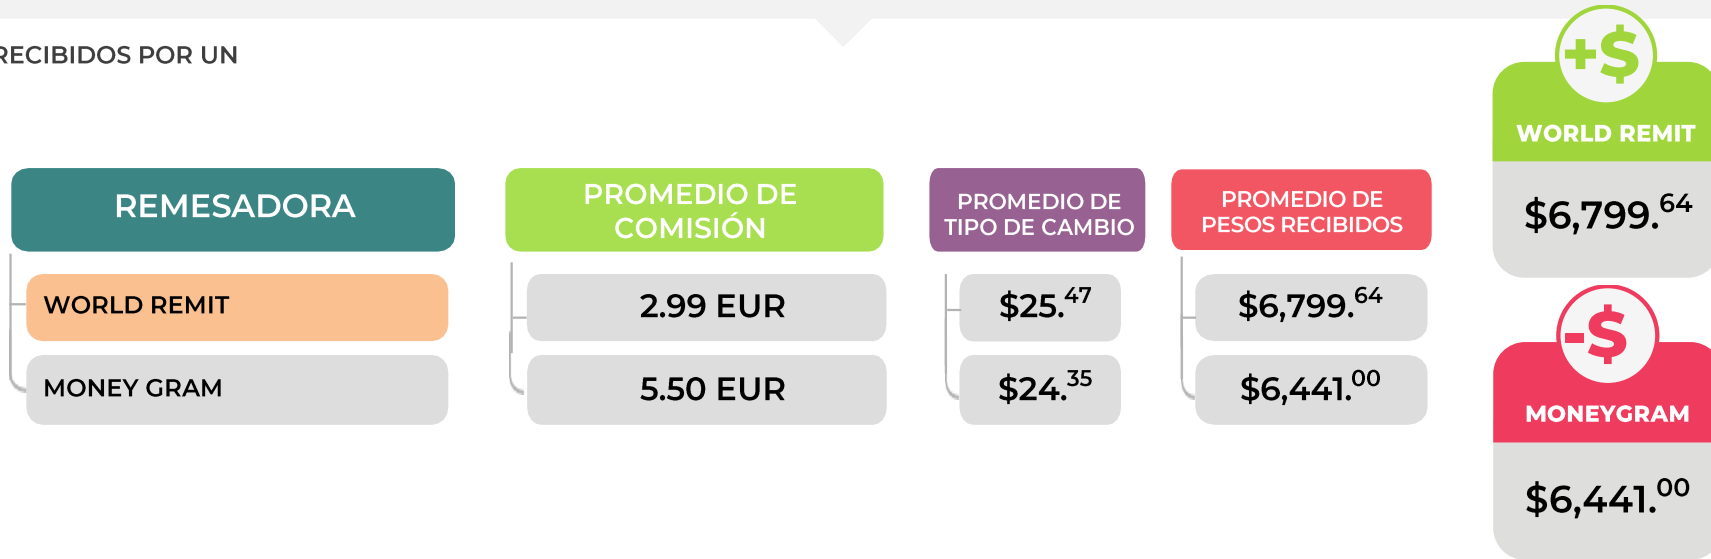 RECIBIDOS POR UN
REMESADORA
PROMEDIO DE
COMISIÓN
PROMEDIO DE
TIPO DE CAMBIO
PROMEDIO DE
PESOS RECIBIDOS
WORLD REMIT
2.99 EUR
$25.47
$6,799.64
MONEY GRAM
5.50 EUR
$24.35
$6,441.00
+$
WORLD REMIT
$6,799.64
-$
MONEYGRAM
$6,441.00